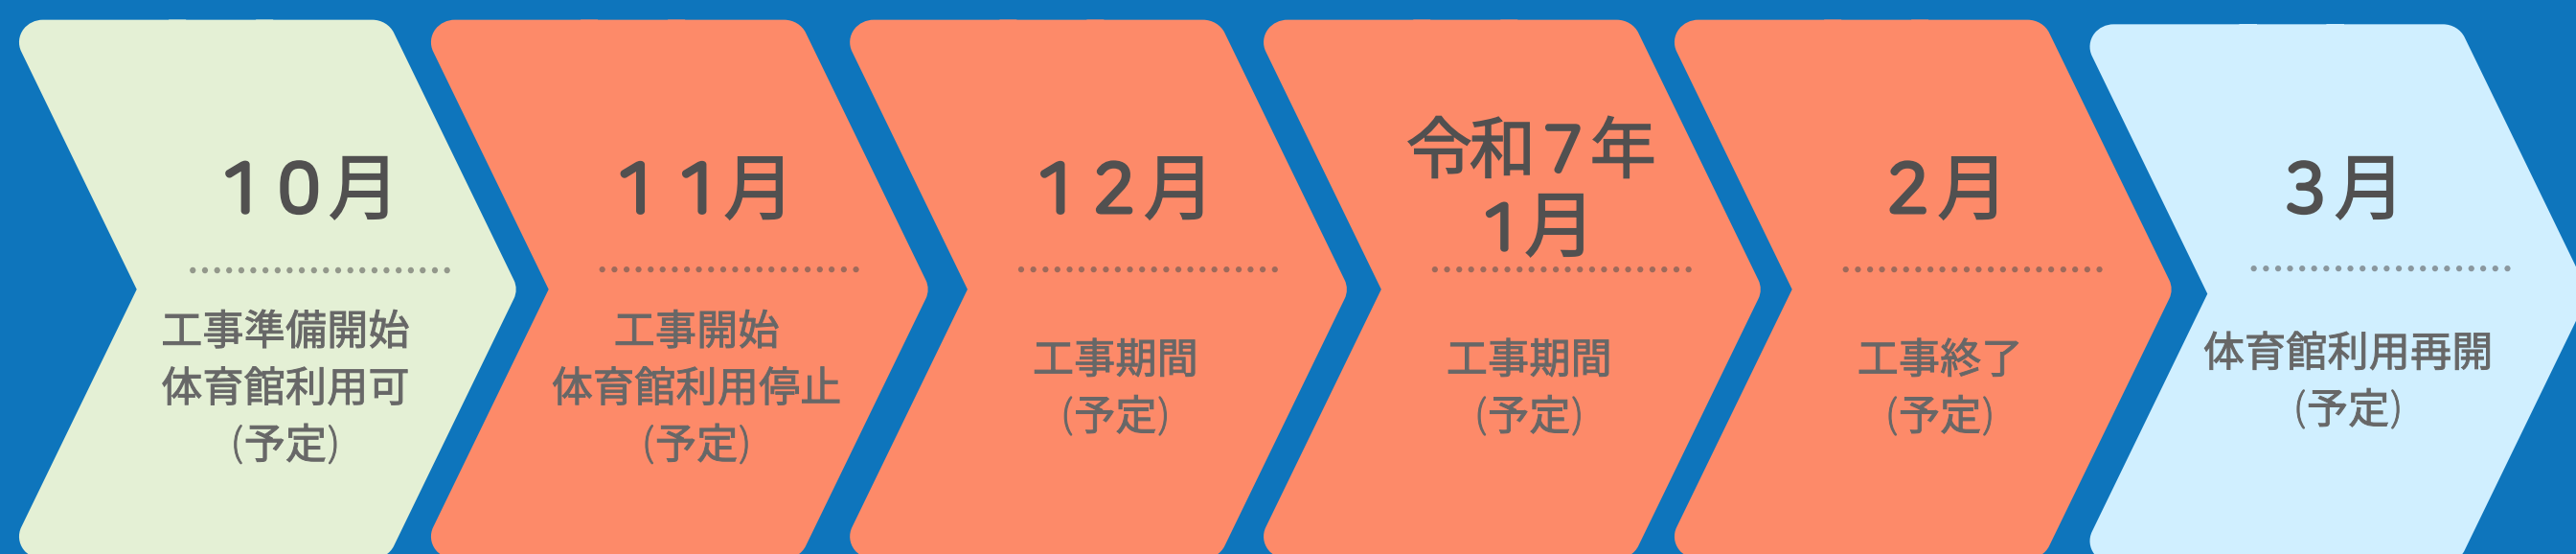 10月
工事準備開始
体育館利用可
(予定)
11月
工事開始
体育館利用停止
(予定)
12月
工事期間
(予定)
令和7年
1月
工事期間
(予定)
2月
工事終了
(予定)
3月
体育館利用再開
(予定)